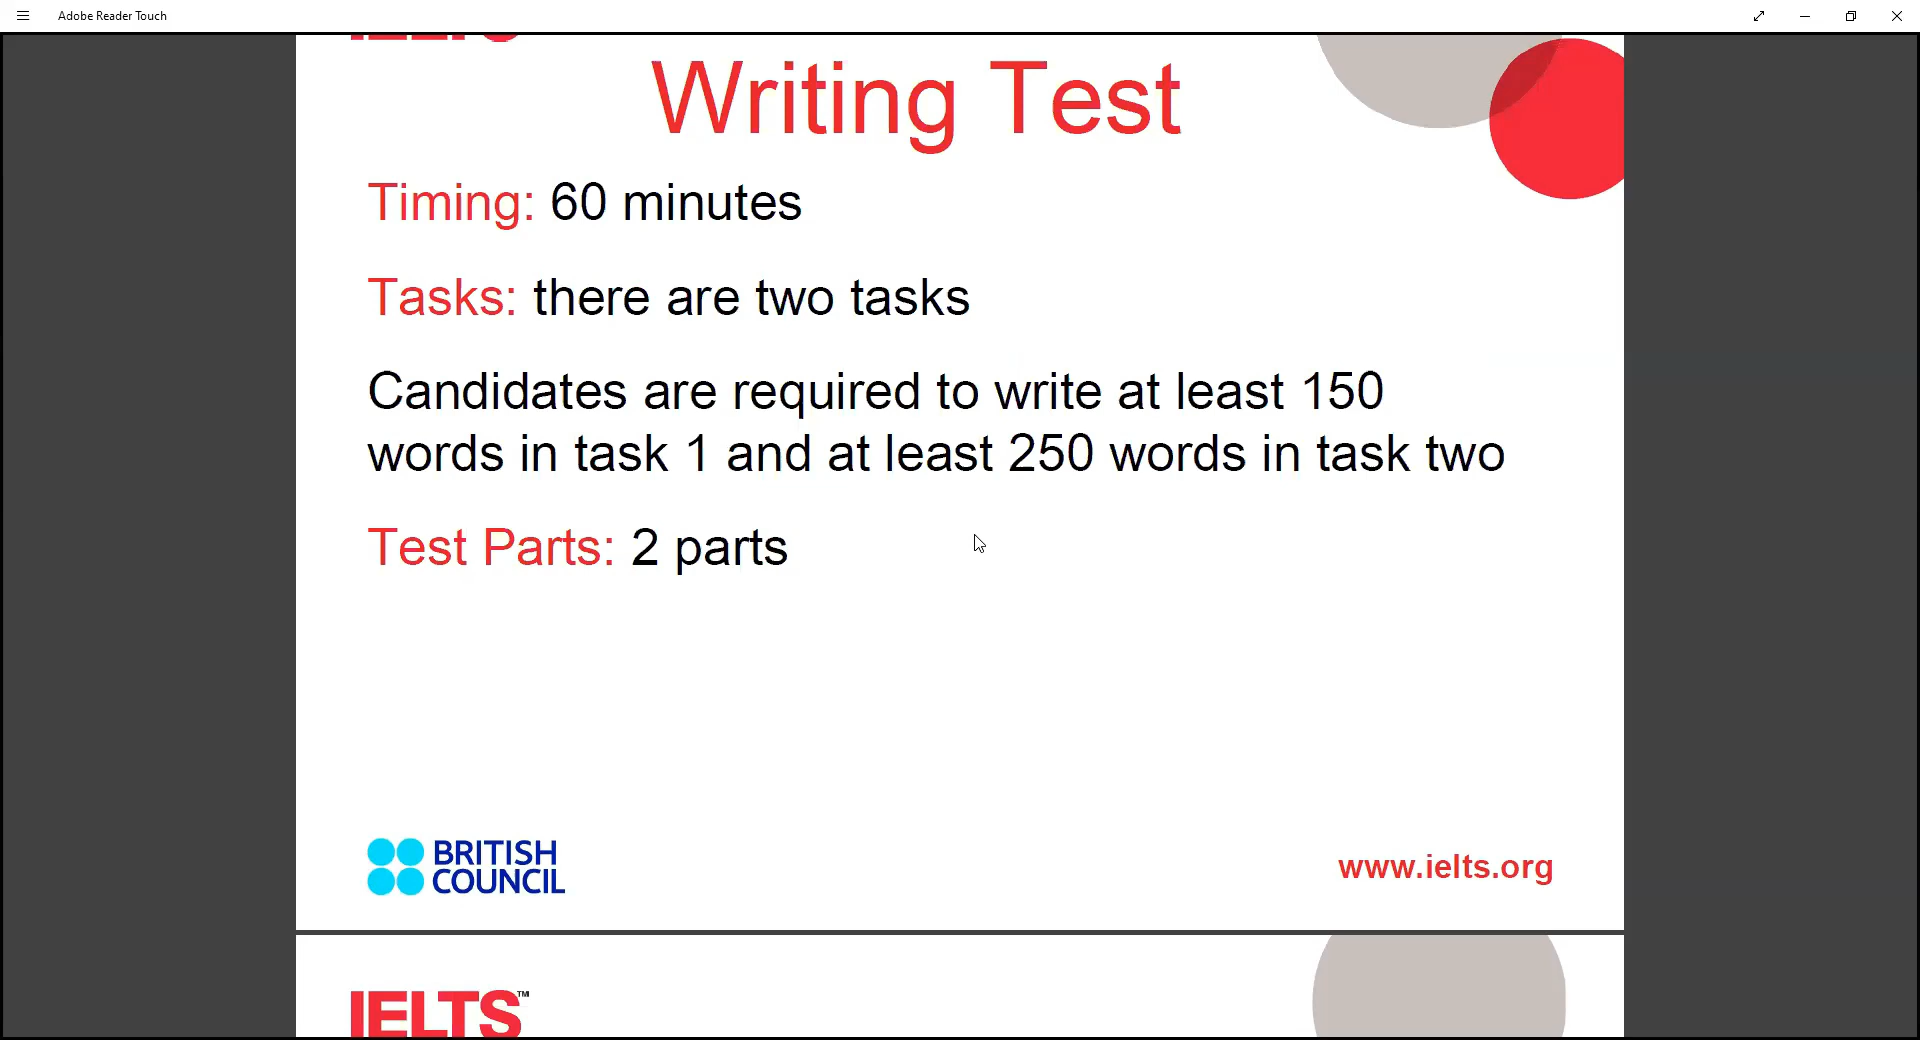 Adobe Reader Touch
Writing Test
Timing: 60 minutes
Tasks: there are two tasks
Candidates are required to write at least 150
words in task 1 and at least 250 words in task two
Test Parts: 2 parts
BRITISH
COUNCIL
www.ielts.org
IELTS™